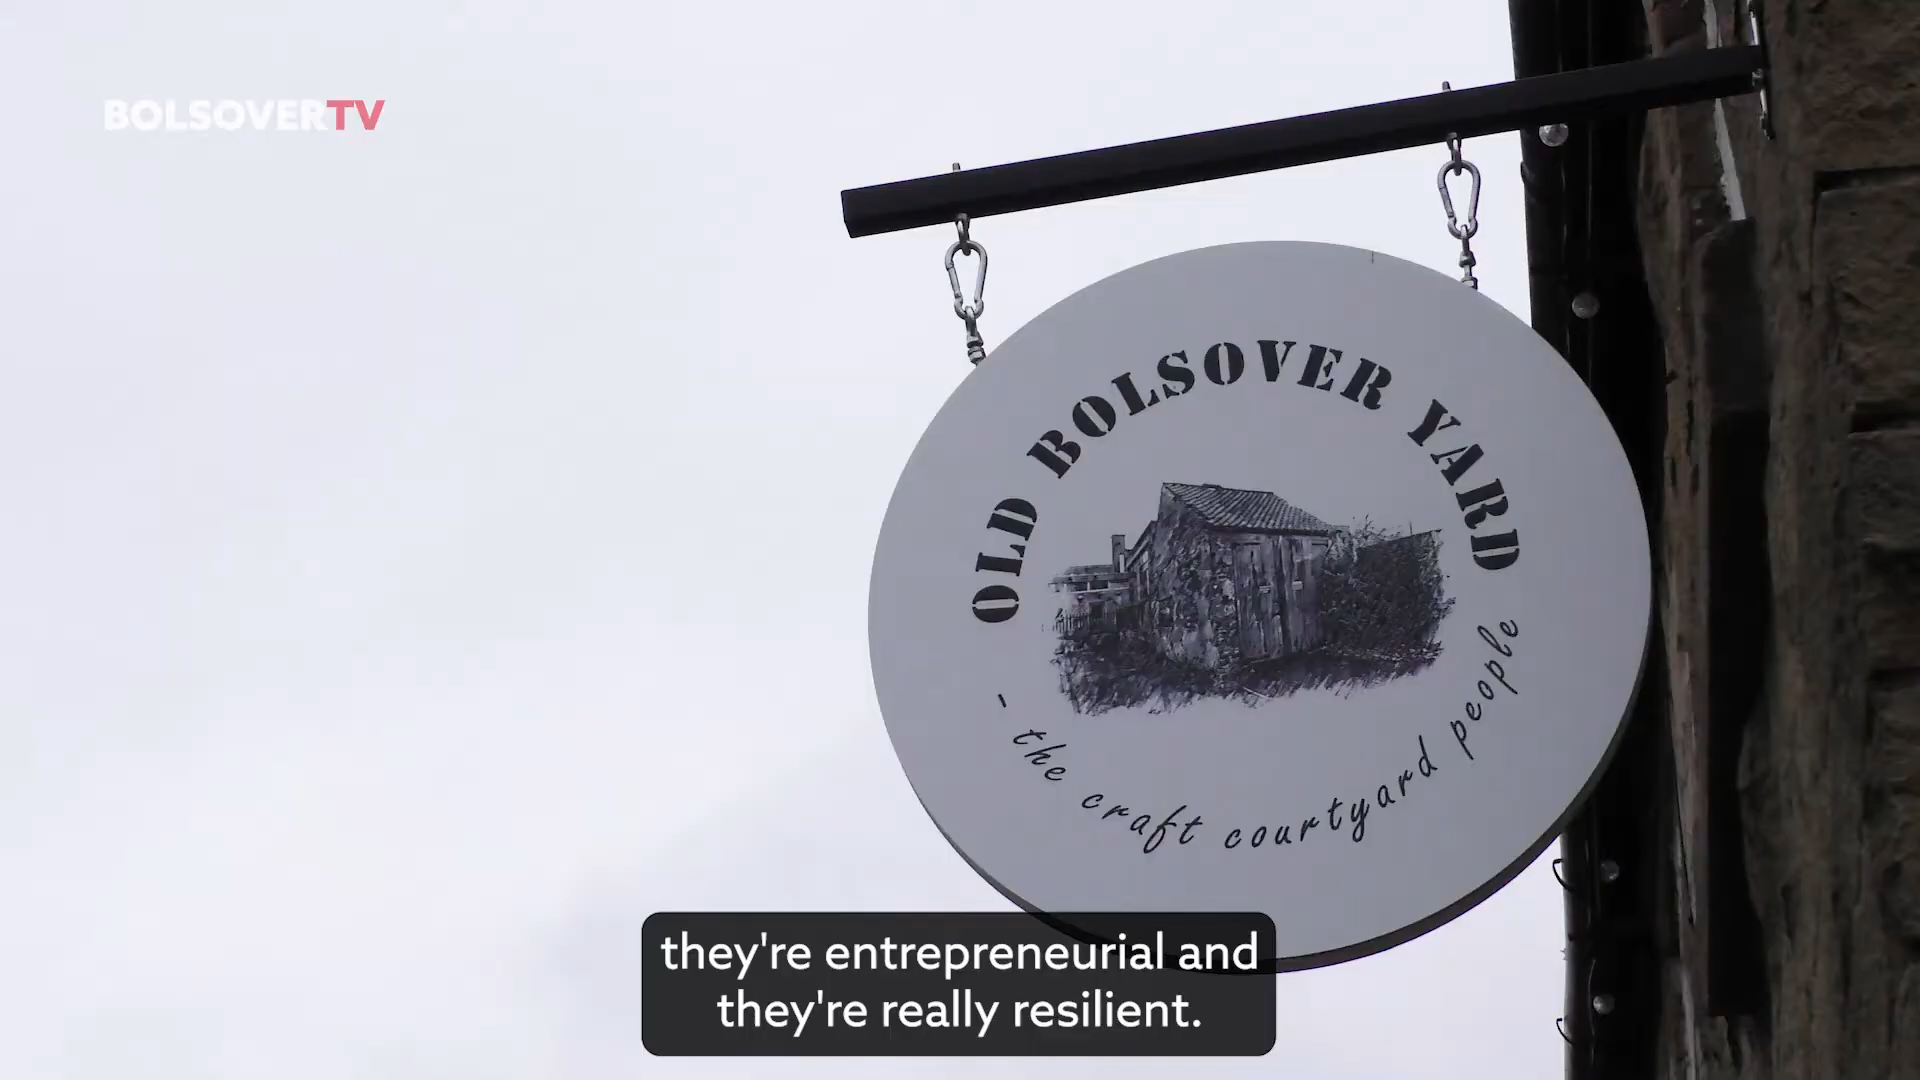 BOLSOVERTV
OLD BOLSOVER YARD
- the craft courtyard people
they're entrepreneurial and
they're really resilient.